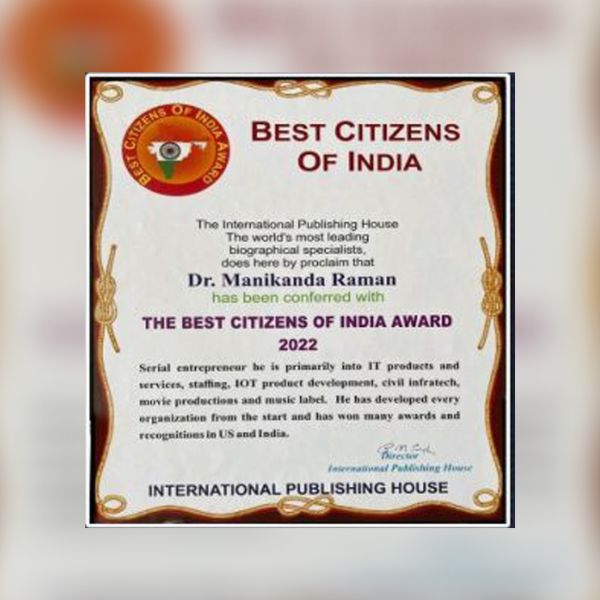 BEST CITIZENS OF INDIA AWARD
BEST CITIZENS
OF INDIA
The International Publishing House
The world's most leading
biographical specialists,
does here by proclaim that
Dr. Manikanda Raman
has been conferred with
THE BEST CITIZENS OF INDIA AWARD
2022
Serial entrepreneur he is primarily into IT products and
services, staffing, IOT product development, civil infratech,
movie productions and music label. He has developed every
organization from the start and has won many awards and
recognitions in US and India.
Director
International Publishing House
INTERNATIONAL PUBLISHING HOUSE